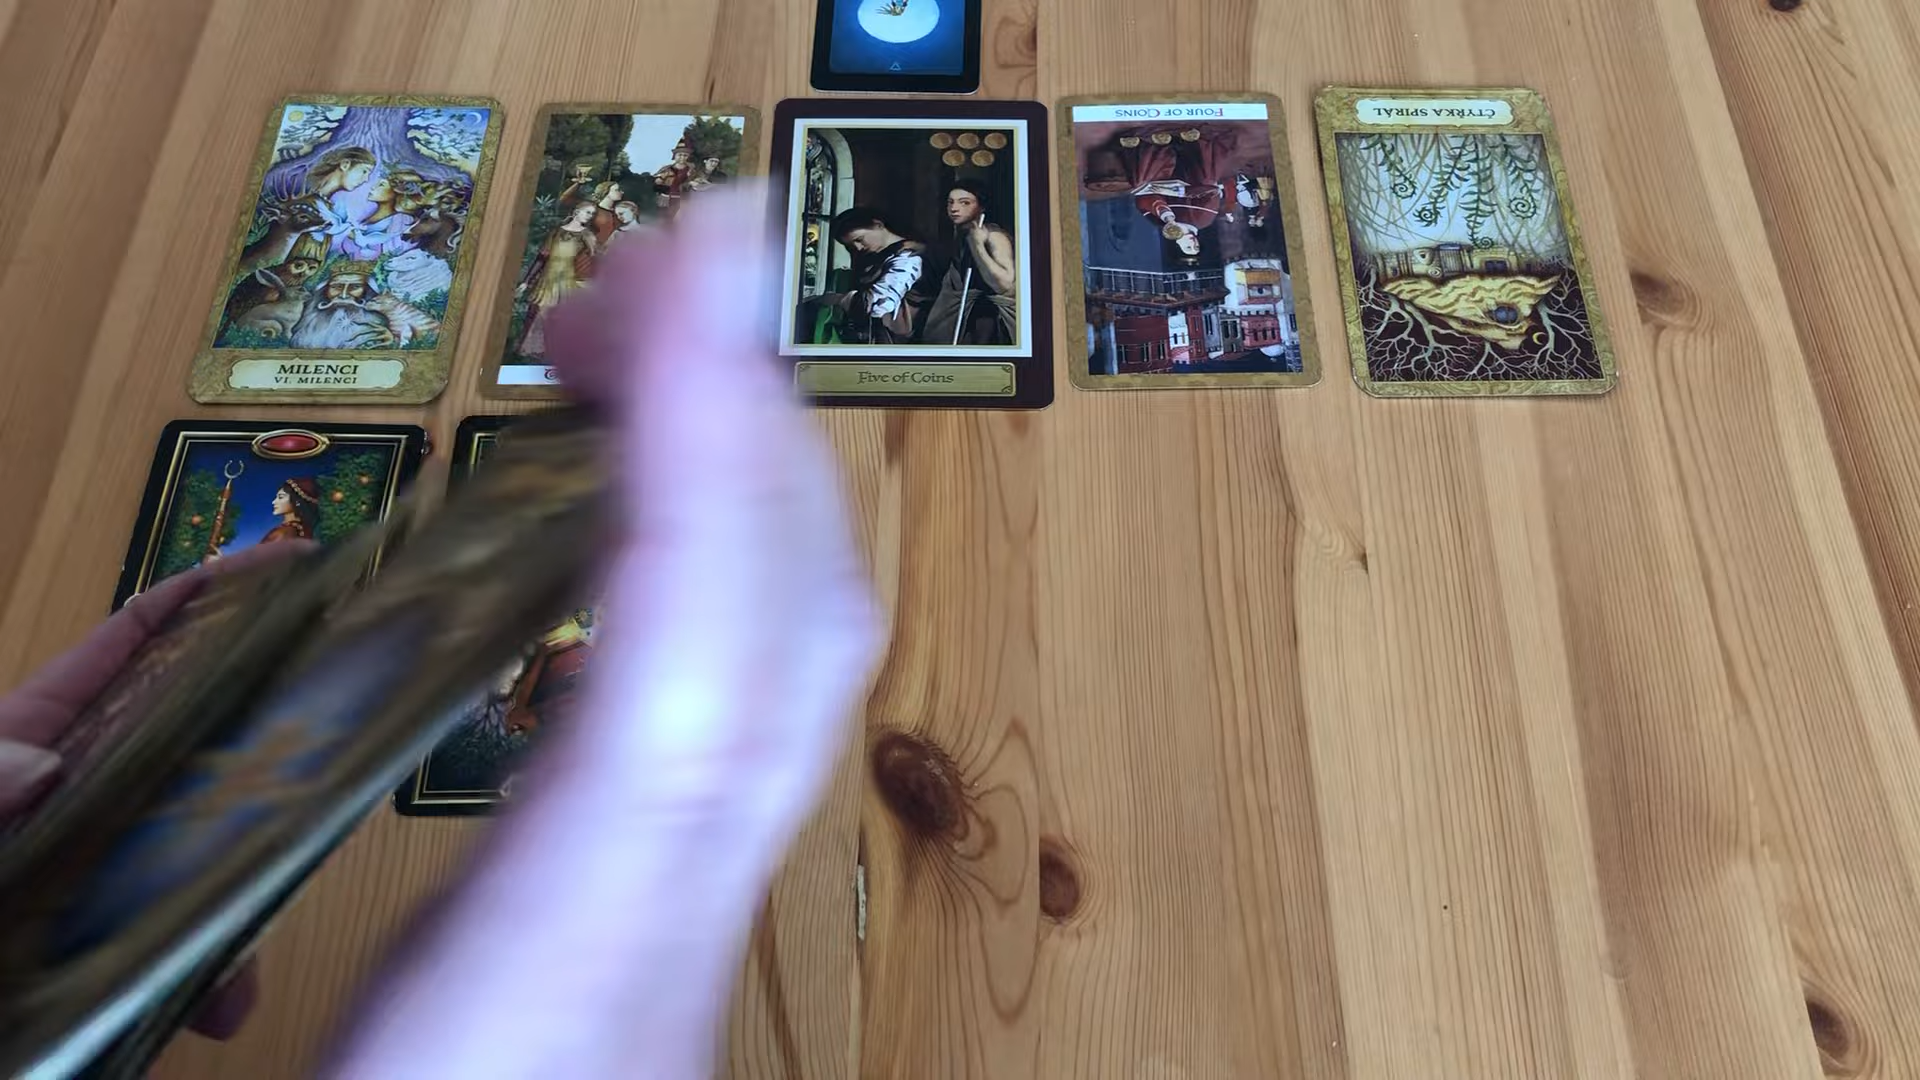 MILENCI
VI. MILENCI
Five of Coins
FOUR OF COINS
ČTYŘKA SPIRÁL